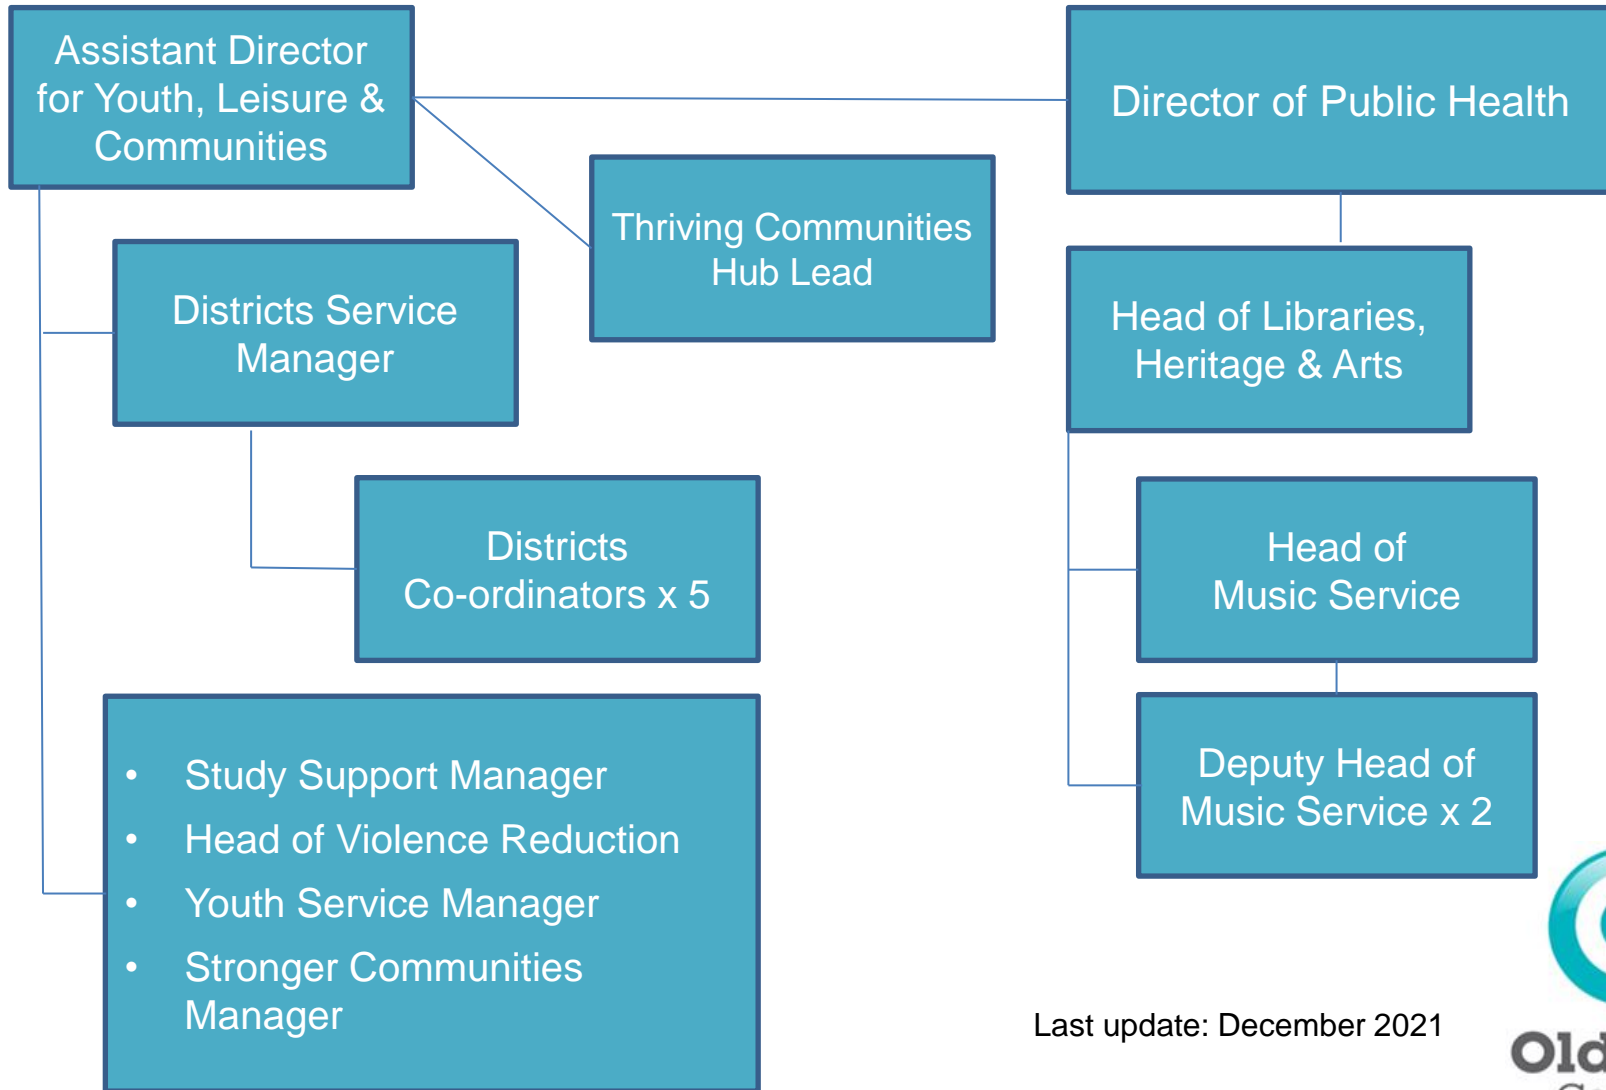 Assistant Director
for Youth, Leisure &
Communities
Director of Public Health
Thriving Communities
Hub Lead
Districts Service
Manager
Head of Libraries,
Heritage & Arts
Districts
Co-ordinators x 5
Head of
Music Service
Deputy Head of
Music Service x 2
• Study Support Manager
• Head of Violence Reduction
• Youth Service Manager
• Stronger Communities
Manager
Last update: December 2021
Old